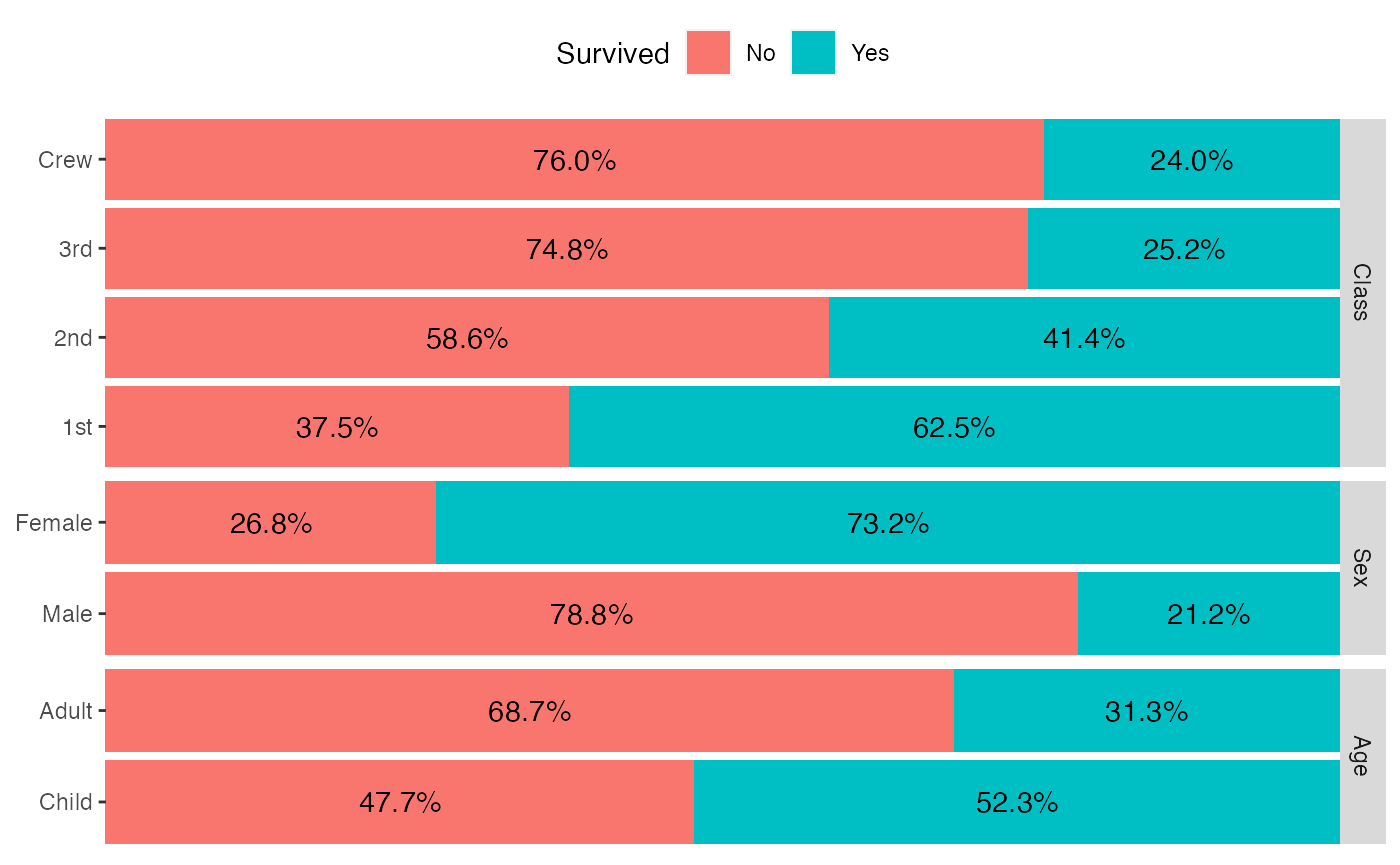 Survived No Yes
Crew 76.0% 24.0%
3rd 74.8% 25.2%
2nd 58.6% 41.4%
1st 37.5% 62.5%
Class
Female 26.8% 73.2%
Male 78.8% 21.2%
Sex
Adult 68.7% 31.3%
Child 47.7% 52.3%
Age